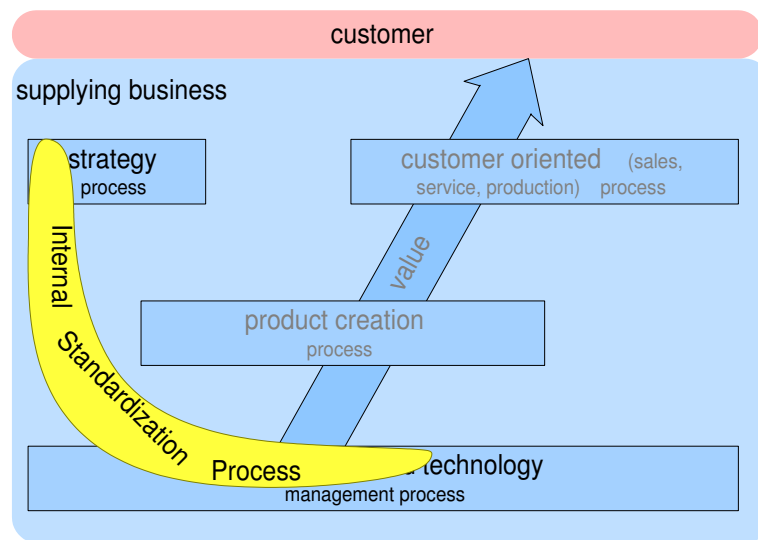 customer
supplying business
strategy
process
customer oriented (sales,
service, production) process
value
Internal
Standardization
Process
product creation
process
technology
management process